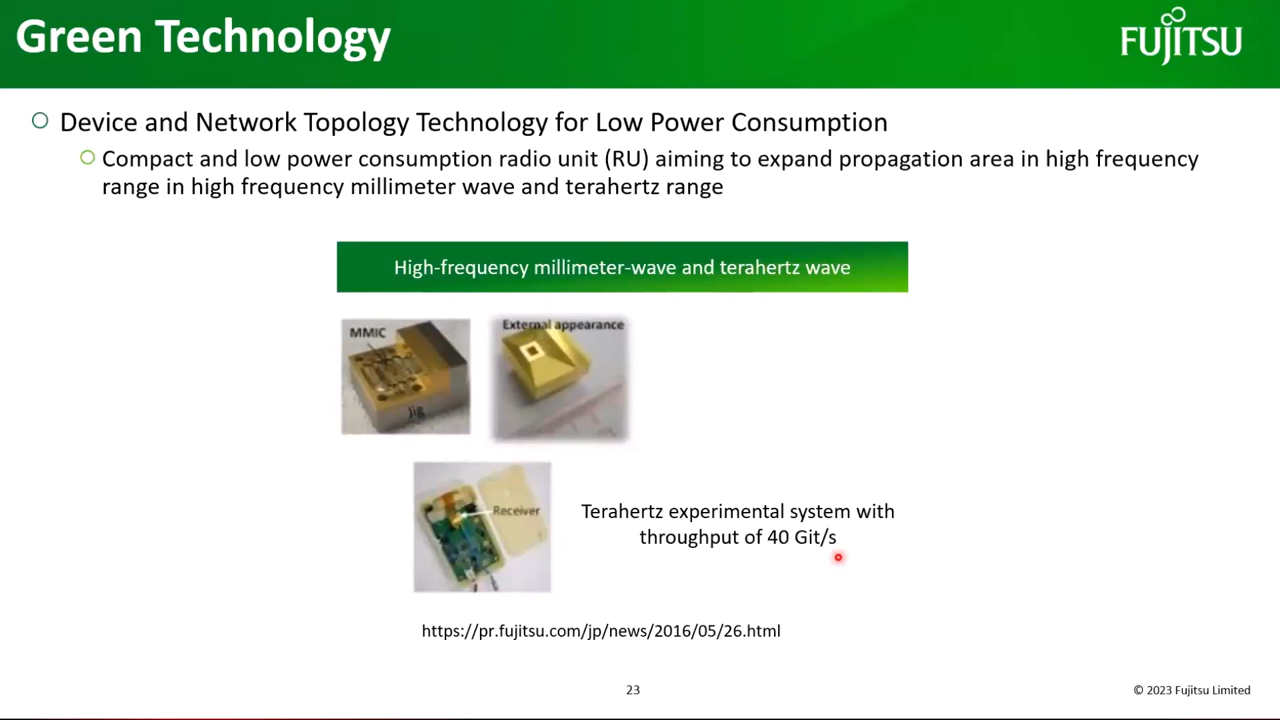 Green Technology
FUJITSU
Device and Network Topology Technology for Low Power Consumption
Compact and low power consumption radio unit (RU) aiming to expand propagation area in high frequency
range in high frequency millimeter wave and terahertz range
High-frequency millimeter-wave and terahertz wave
MMIC
External appearance
Jig
Receiver
Terahertz experimental system with
throughput of 40 Git/s
https://pr.fujitsu.com/jp/news/2016/05/26.html
23
© 2023 Fujitsu Limited